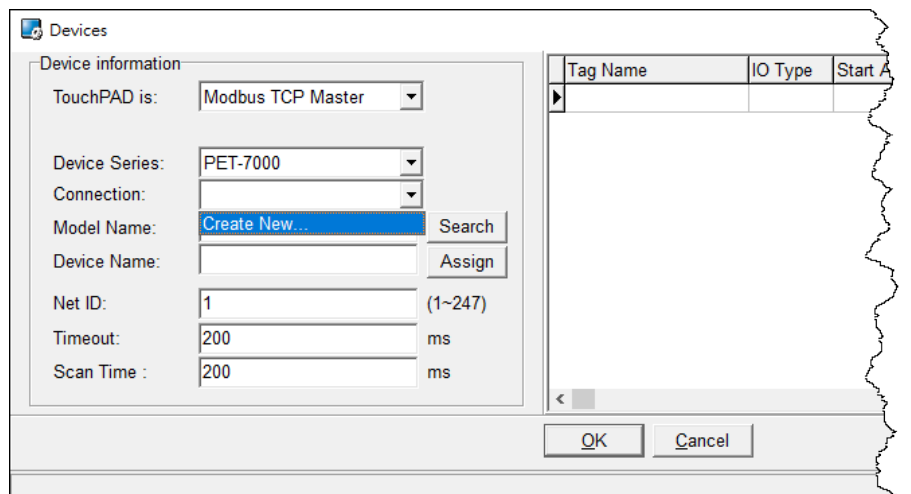 Devices
Device information
TouchPAD is: Modbus TCP Master
Device Series: PET-7000
Connection:
Create New...
Model Name: Search
Device Name: Assign
Net ID: 1 (1~247)
Timeout: 200 ms
Scan Time : 200 ms
Tag Name IO Type Start A
OK Cancel